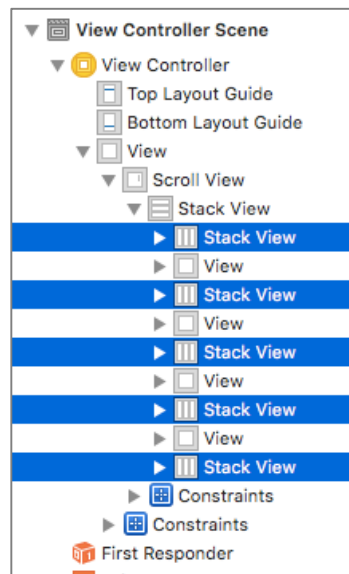 View Controller Scene
View Controller
Top Layout Guide
Bottom Layout Guide
View
Scroll View
Stack View
Stack View
View
Stack View
View
Stack View
View
Stack View
View
Stack View
Constraints
Constraints
First Responder